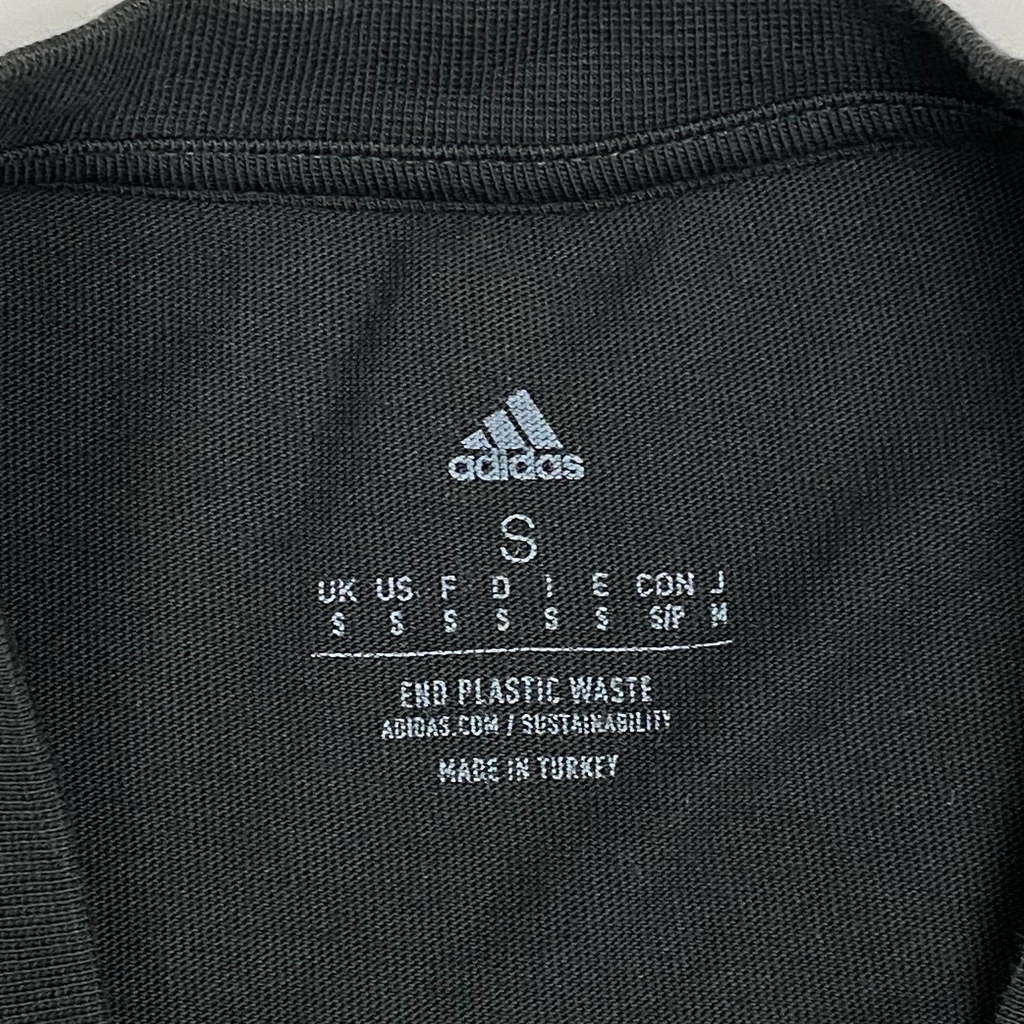 adidas
S
UK US F D I E CON J
S S S S S S S/P M
END PLASTIC WASTE
ADIDAS.COM / SUSTAINABILITY
MADE IN TURKEY